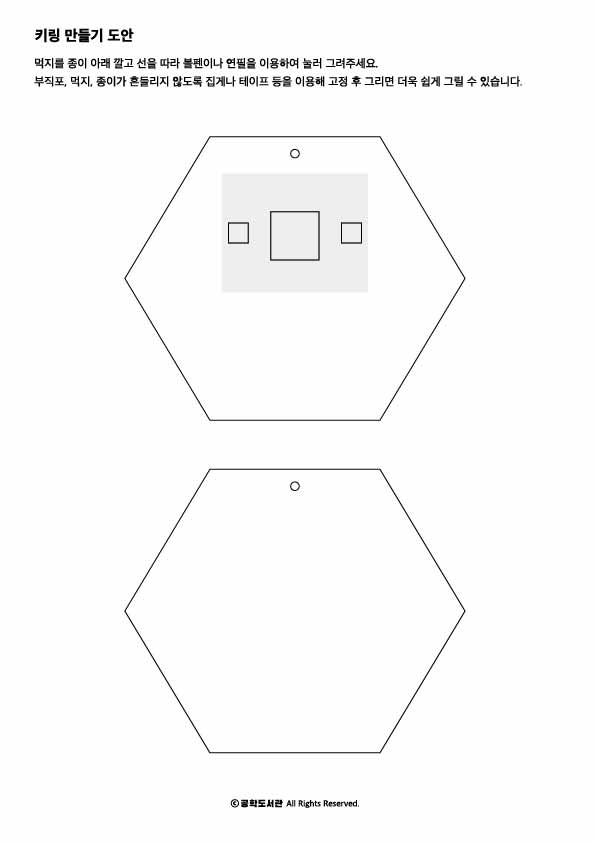 키링 만들기 도안
먹지를 종이 아래 깔고 선을 따라 볼펜이나 연필을 이용하여 눌러 그려주세요.
부직포, 먹지, 종이가 흔들리지 않도록 집게나 테이프 등을 이용해 고정 후 그리면 더욱 쉽게 그릴 수 있습니다.
ⓒ공학도서관 All Rights Reserved.